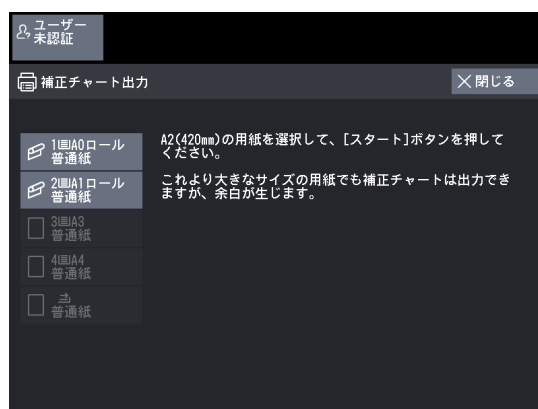 ユーザー
未認証
補正チャート出力
閉じる
1 A0ロール
普通紙
2 A1ロール
普通紙
3 A3
普通紙
4 A4
普通紙
普通紙
A2(420㎜)の用紙を選択して、[スタート]ボタンを押して
ください。
これより大きなサイズの用紙でも補正チャートは出力でき
ますが、余白が生じます。